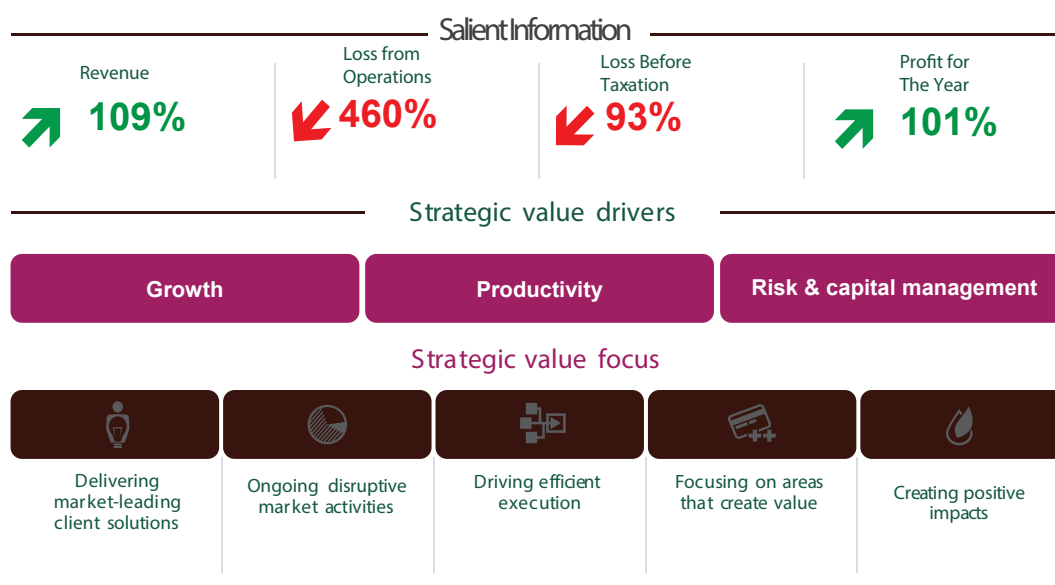 Salient Information
Revenue
109%
Loss from
Operations
460%
Loss Before
Taxation
93%
Profit for
The Year
101%
Strategic value drivers
Growth
Productivity
Risk & capital management
Strategic value focus
Delivering
market-leading
client solutions
Ongoing disruptive
market activities
Driving efficient
execution
Focusing on areas
that create value
Creating positive
impacts